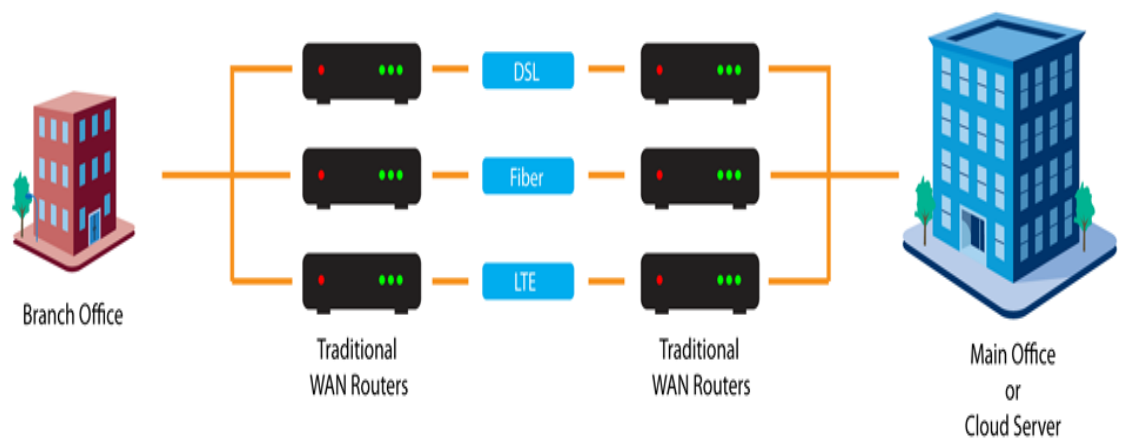 DSL
Fiber
LTE
Branch Office
Traditional
WAN Routers
Traditional
WAN Routers
Main Office
or
Cloud Server